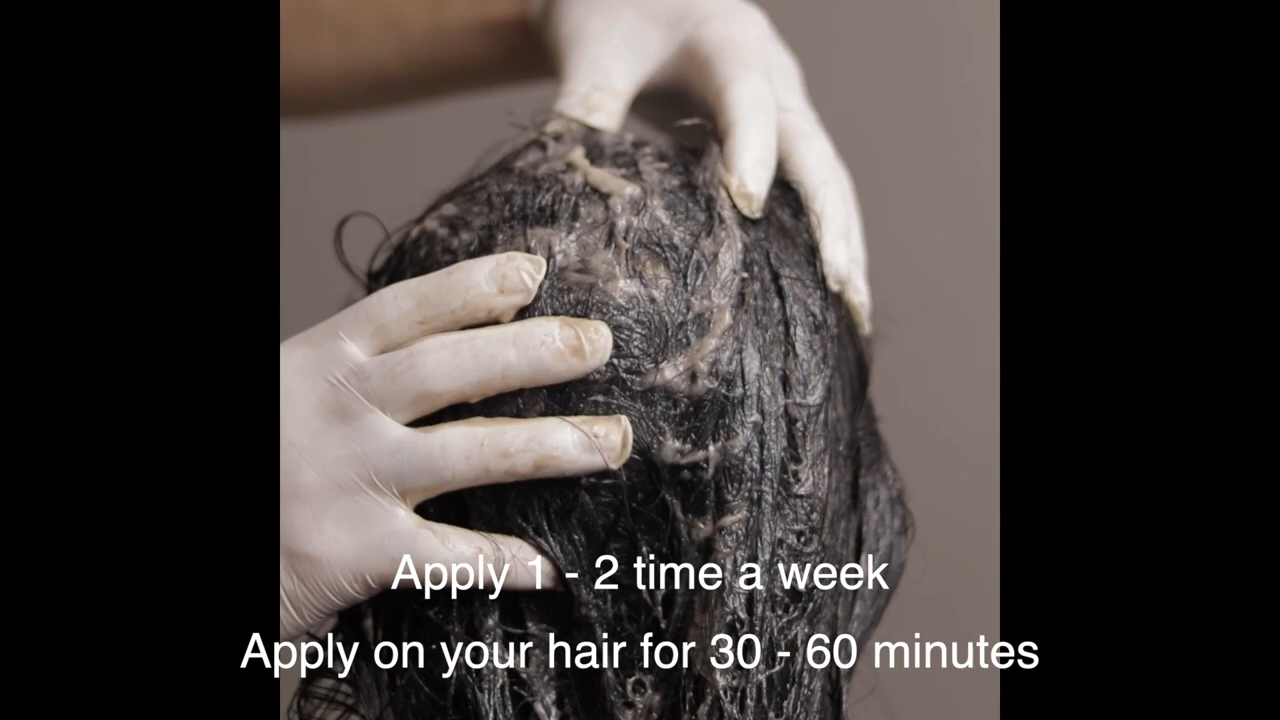 Apply 1 - 2 time a week
Apply on your hair for 30 - 60 minutes